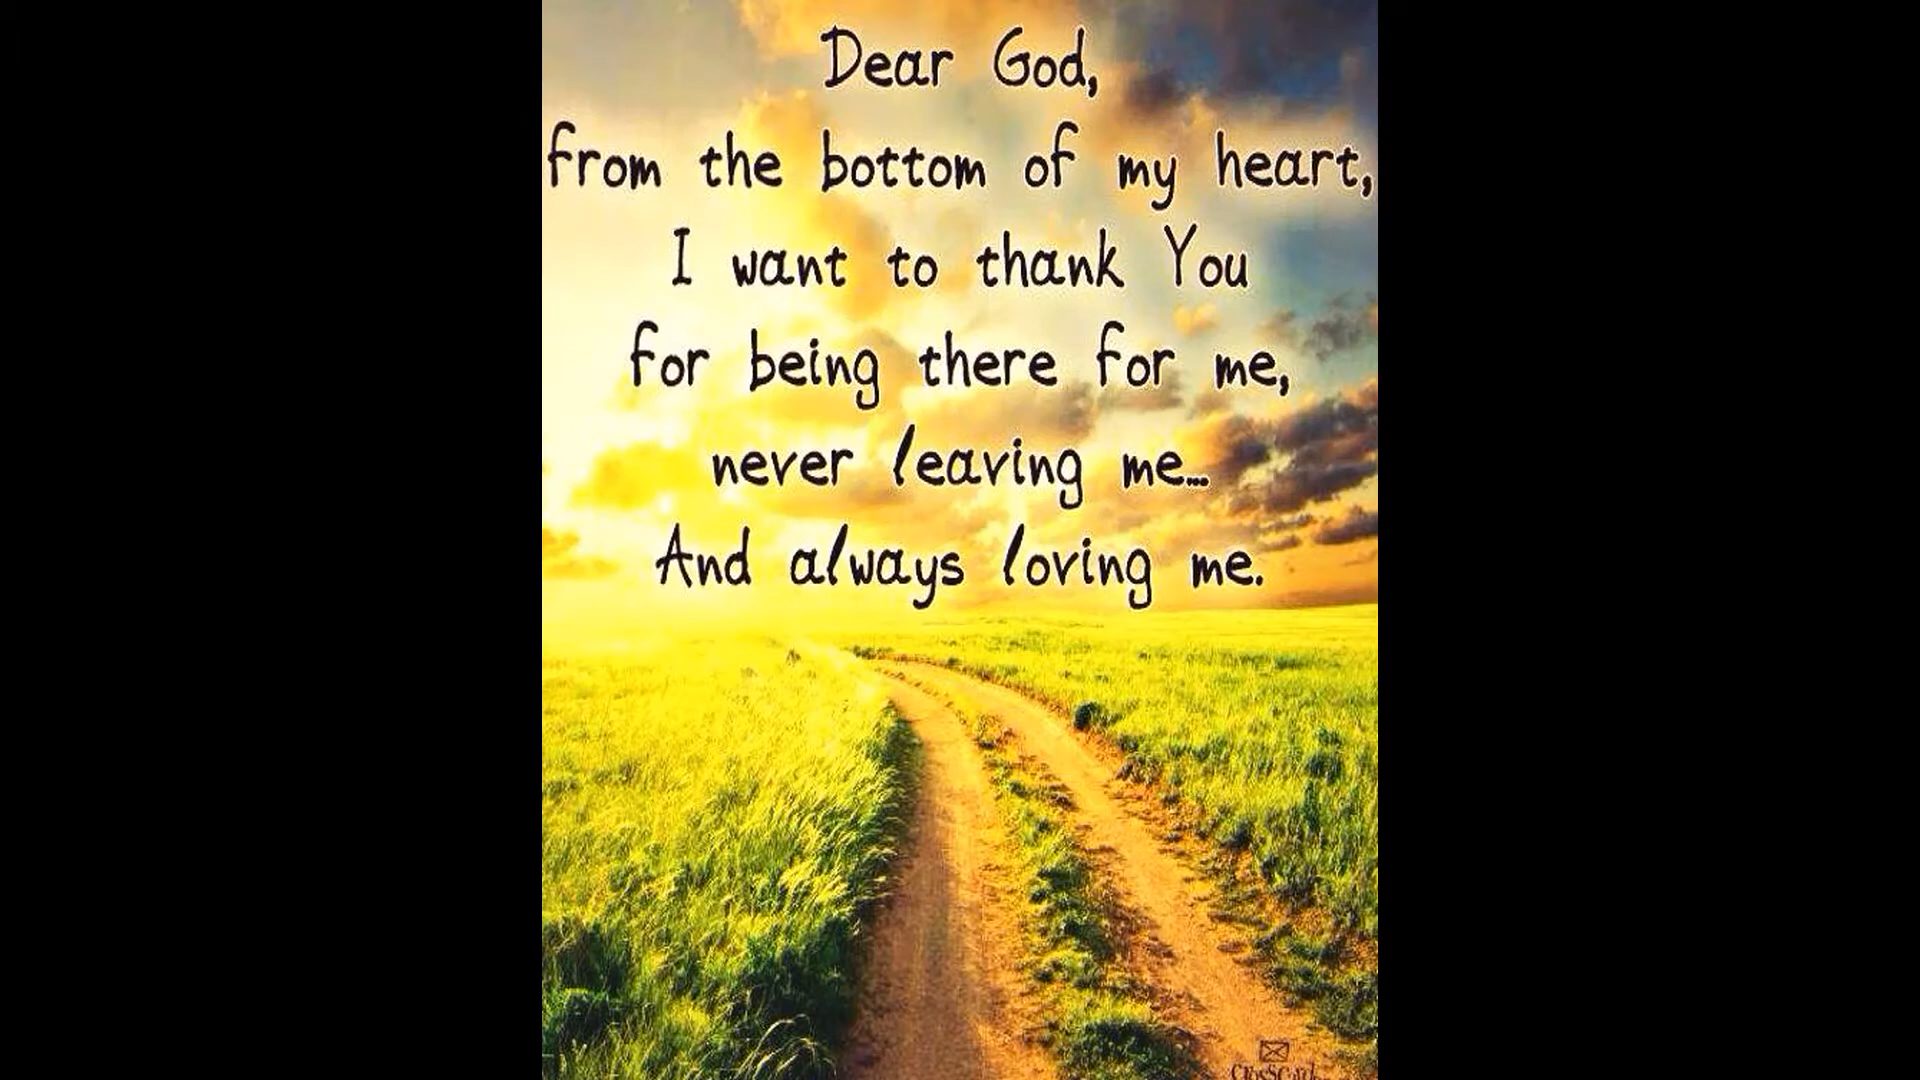 Dear God,
from the bottom of my heart,
I want to thank You
for being there for me,
never leaving me...
And always loving me.